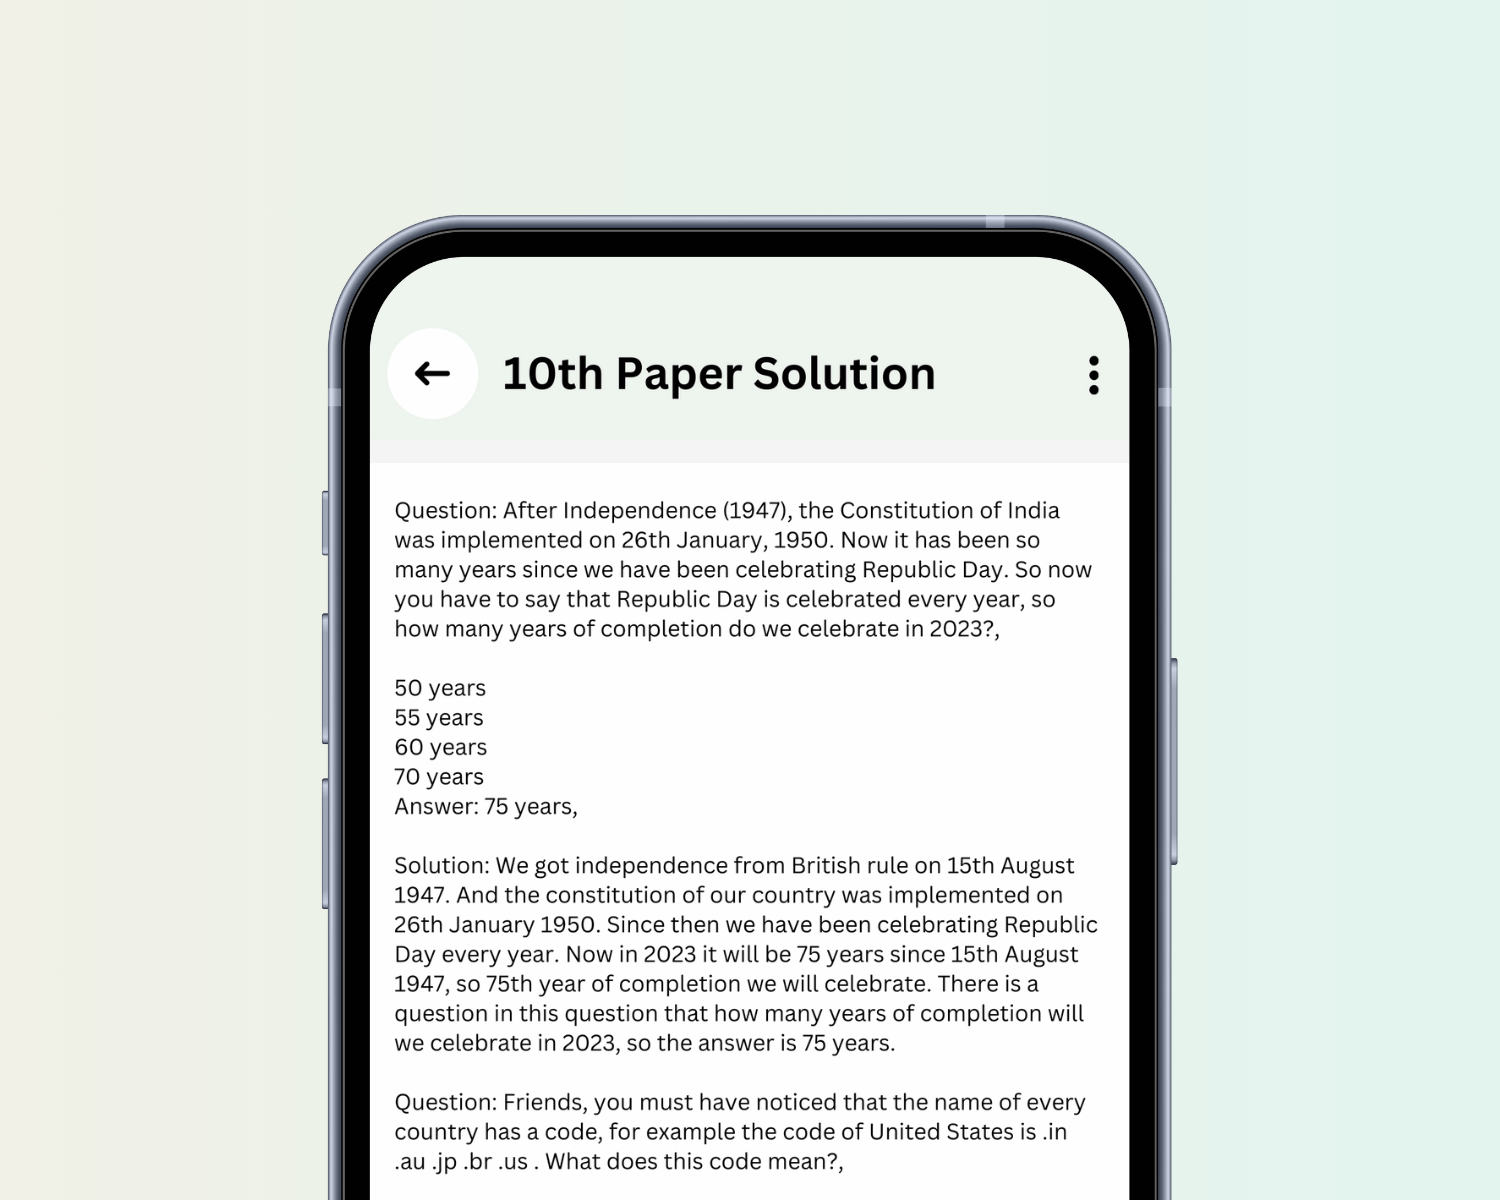 10th Paper Solution
Question: After Independence (1947), the Constitution of India
was implemented on 26th January, 1950. Now it has been so
many years since we have been celebrating Republic Day. So now
you have to say that Republic Day is celebrated every year, so
how many years of completion do we celebrate in 2023?,
50 years
55 years
60 years
70 years
Answer: 75 years,
Solution: We got independence from British rule on 15th August
1947. And the constitution of our country was implemented on
26th January 1950. Since then we have been celebrating Republic
Day every year. Now in 2023 it will be 75 years since 15th August
1947, so 75th year of completion we will celebrate. There is a
question in this question that how many years of completion will
we celebrate in 2023, so the answer is 75 years.
Question: Friends, you must have noticed that the name of every
country has a code, for example the code of United States is .in
.au .jp .br .us . What does this code mean?,